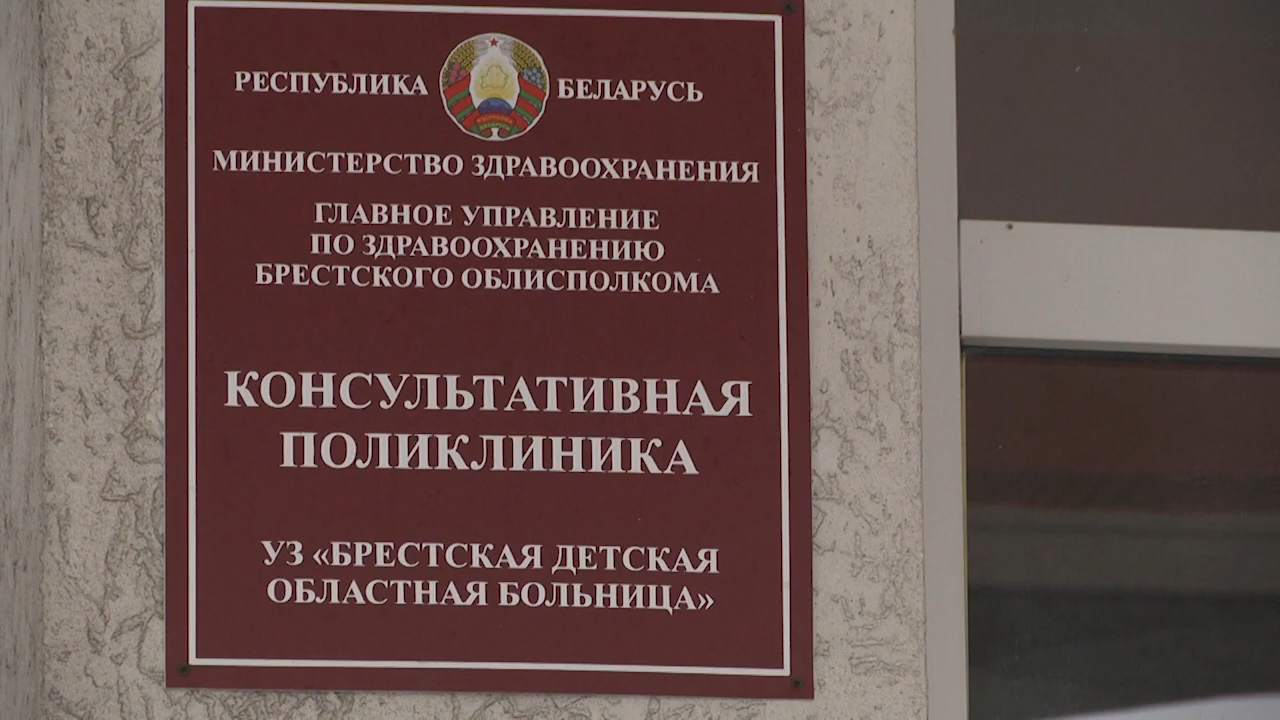 РЕСПУБЛИКА БЕЛАРУСЬ
МИНИСТЕРСТВО ЗДРАВООХРАНЕНИЯ
ГЛАВНОЕ УПРАВЛЕНИЕ
ПО ЗДРАВООХРАНЕНИЮ
БРЕСТСКОГО ОБЛИСПОЛКОМА
КОНСУЛЬТАТИВНАЯ
ПОЛИКЛИНИКА
УЗ «БРЕСТСКАЯ ДЕТСКАЯ
ОБЛАСТНАЯ БОЛЬНИЦА»